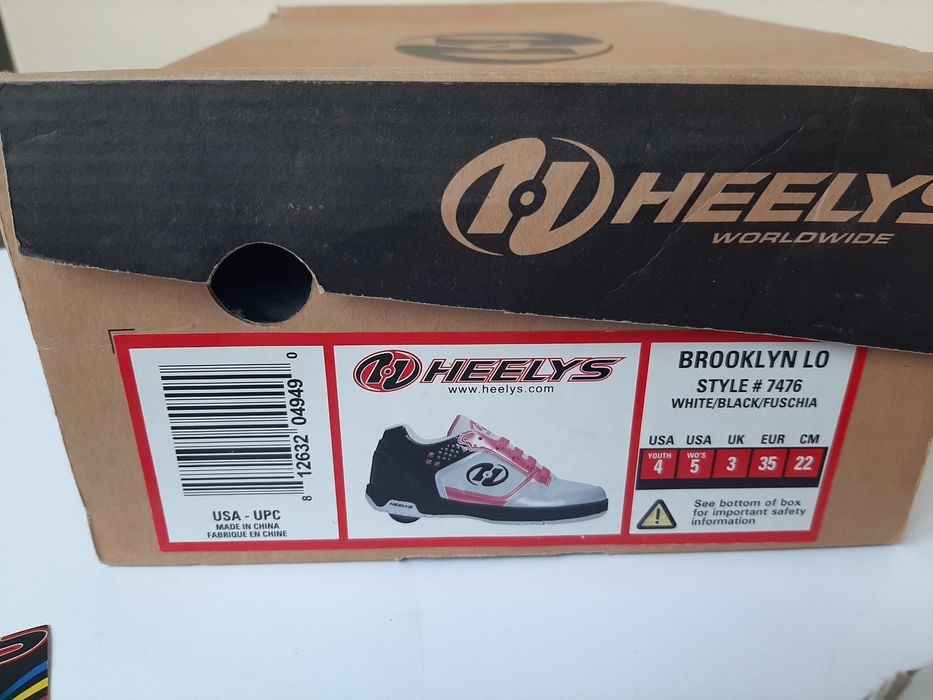 HEELYS
WORLDWIDE
8 12632 04949 0
USA - UPC
MADE IN CHINA
FABRIQUE EN CHINE
HEELYS
www.heelys.com
HEELYS
BROOKLYN LO
STYLE # 7476
WHITE/BLACK/FUSCHIA
USA USA UK EUR CM
YOUTH 4 WO'S 5 3 35 22
See bottom of box
for important safety
information